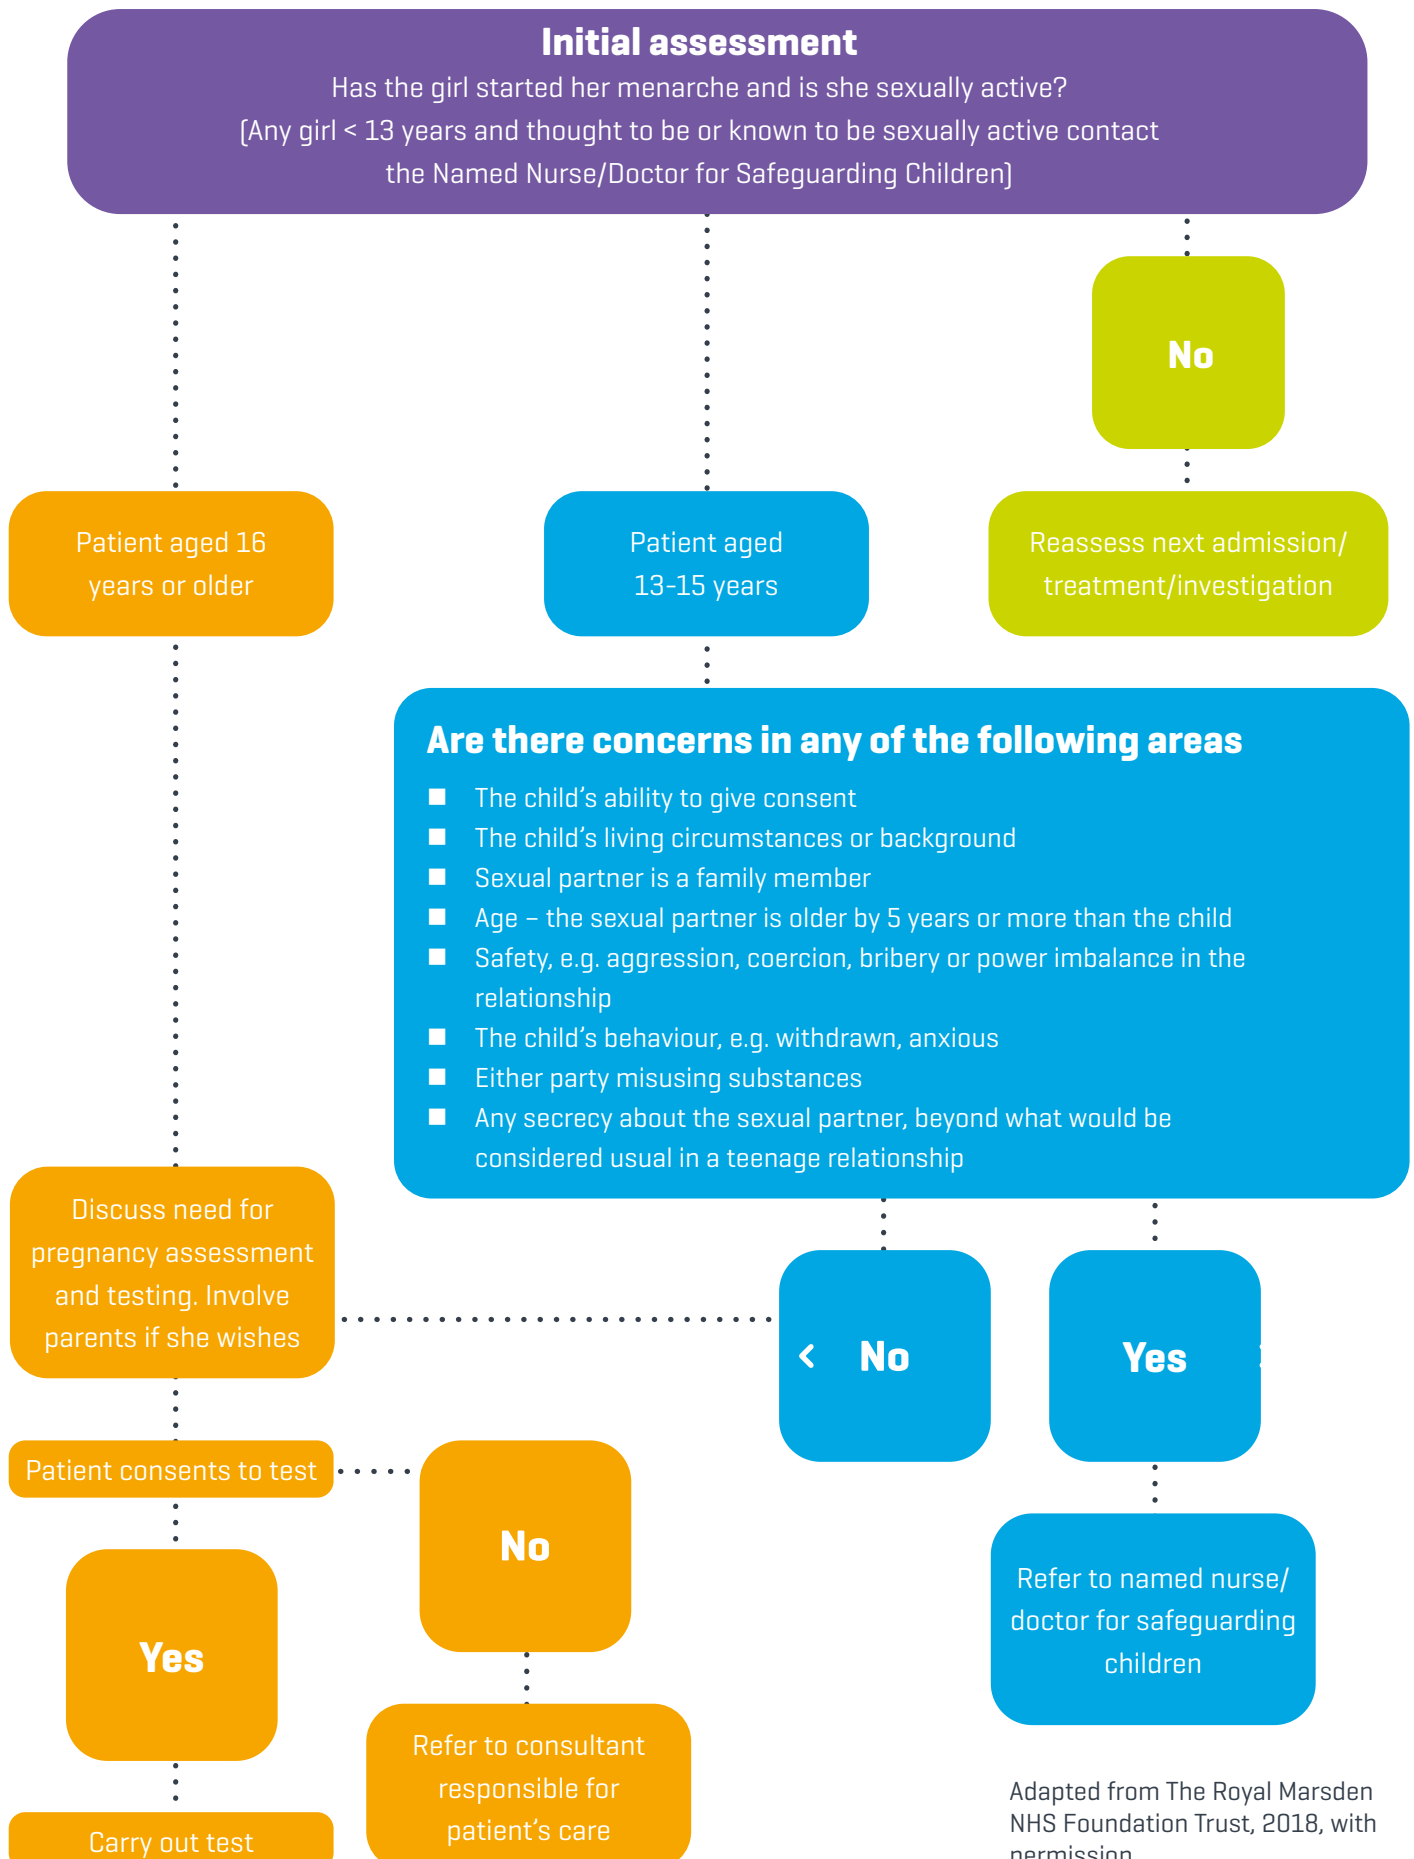 Initial assessment
Has the girl started her menarche and is she sexually active?
(Any girl < 13 years and thought to be or known to be sexually active contact
the Named Nurse/Doctor for Safeguarding Children)
No
Patient aged 16
years or older
Patient aged
13-15 years
Reassess next admission/
treatment/investigation
Are there concerns in any of the following areas
The child's ability to give consent
The child's living circumstances or background
Sexual partner is a family member
Age – the sexual partner is older by 5 years or more than the child
Safety, e.g. aggression, coercion, bribery or power imbalance in the
relationship
The child's behaviour, e.g. withdrawn, anxious
Either party misusing substances
Any secrecy about the sexual partner, beyond what would be
considered usual in a teenage relationship
Discuss need for
pregnancy assessment
and testing. Involve
parents if she wishes
No
Yes
Patient consents to test
No
Yes
Refer to named nurse/
doctor for safeguarding
children
Refer to consultant
responsible for
patient's care
Carry out test
Adapted from The Royal Marsden
NHS Foundation Trust, 2018, with
permission